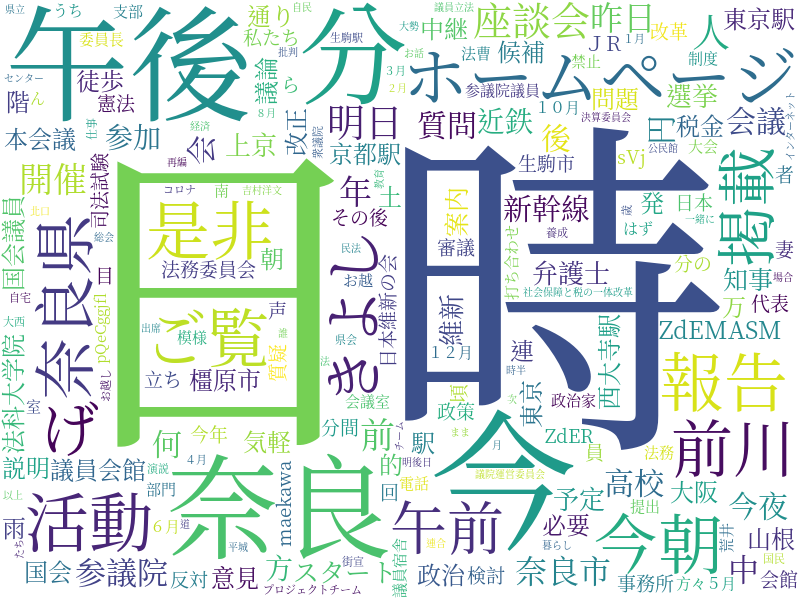 県立
支部
自民
通り
座談会
昨日
大勢
議員立法
1月
人
東京駅
うち
委員長
私たち
生駒駅
批判
中継
お話
法曹
候補
JR
改革
制度
午後
分
センター
徒歩
議論
ら
3月
2月
ホームページ
参議院議員
禁止
階
ん
憲法
8月
10月
問題
選挙
本会議
仕事
参加
経済
改正
明日
質問
近鉄
後
円
税金
会議
決算委員会
インターネット
会
上京
衆議院
京都駅
sVj
公民館
大会
開催
司法試験
再編
コロナ
南
吉村洋文
教育
年
士
生駒市
掲載
者
国会議員
北口
総会
是非
民法
その後
案内
新幹線
蔵
発
日本
一緒に
奈良県
法務委員会
朝
お越
審議
養成
はず
妻
自宅
回
日
時
きよし
日本維新の会
維新
打ち合わせ
弁護士
分の
知事
場合
社会保障と税の一体改革
大西
pQeCggfl
声
出席
模様
誰
県会
万
代表
ご覧
12月
連
西大寺駅
ZdEMASM
法科大学院
お越し
立ち
橿原市
質疑
法
会議室
頃
時半
東京
政治家
報告
げ
室
何
今年
気軽
分間
前
チーム
政策
次
ZdER
員
法務
説明
議員会館
演説
4月
奈良
的
駅
まま
月
今
前川
以上
部門
maekawa
回
電話
明後日
議院運営委員会
高校
大阪
今夜
雨
活動
6月
道
午前
予定
提出
たち
平城
街宣
連合
必要
今朝
荒井
山根
国会
参議院
反対
意見
方
スタート
議員宿舎
政治
検討
暮らし
奈良市
事務所
方々
5月
中
国民
会館
プロジェクトチーム